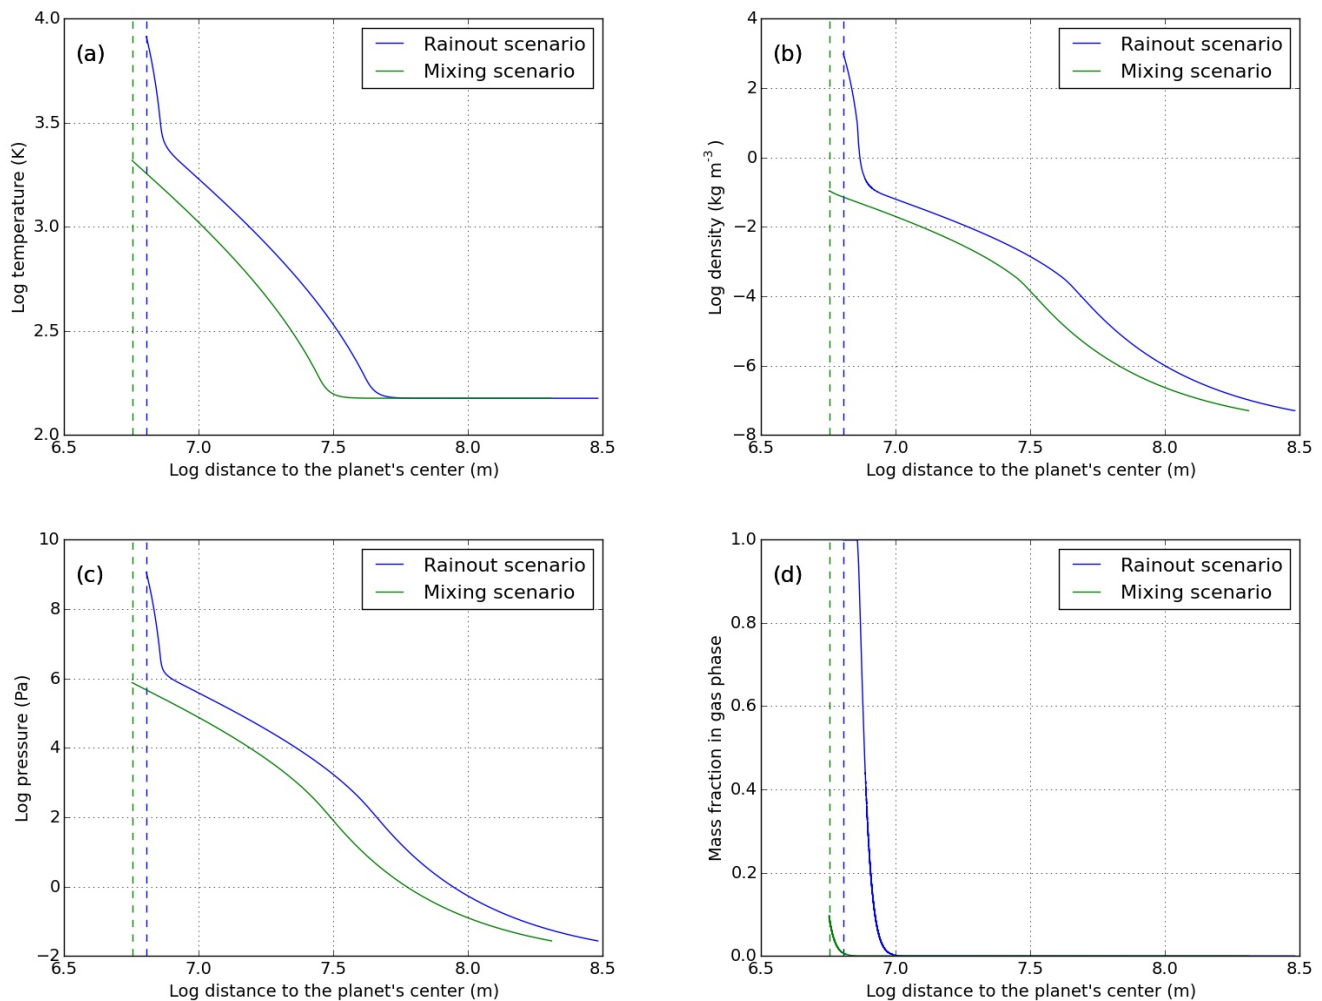 (a)
Rainout scenario
Mixing scenario
4.0
3.5
3.0
2.5
2.0
Log temperature (K)
6.5 7.0 7.5 8.0 8.5
Log distance to the planet's center (m)
(b)
Rainout scenario
Mixing scenario
4
2
0
−2
−4
−6
−8
Log density (kg m⁻³ )
6.5 7.0 7.5 8.0 8.5
Log distance to the planet's center (m)
(c)
Rainout scenario
Mixing scenario
10
8
6
4
2
0
−2
Log pressure (Pa)
6.5 7.0 7.5 8.0 8.5
Log distance to the planet's center (m)
(d)
Rainout scenario
Mixing scenario
1.0
0.8
0.6
0.4
0.2
0.0
Mass fraction in gas phase
6.5 7.0 7.5 8.0 8.5
Log distance to the planet's center (m)